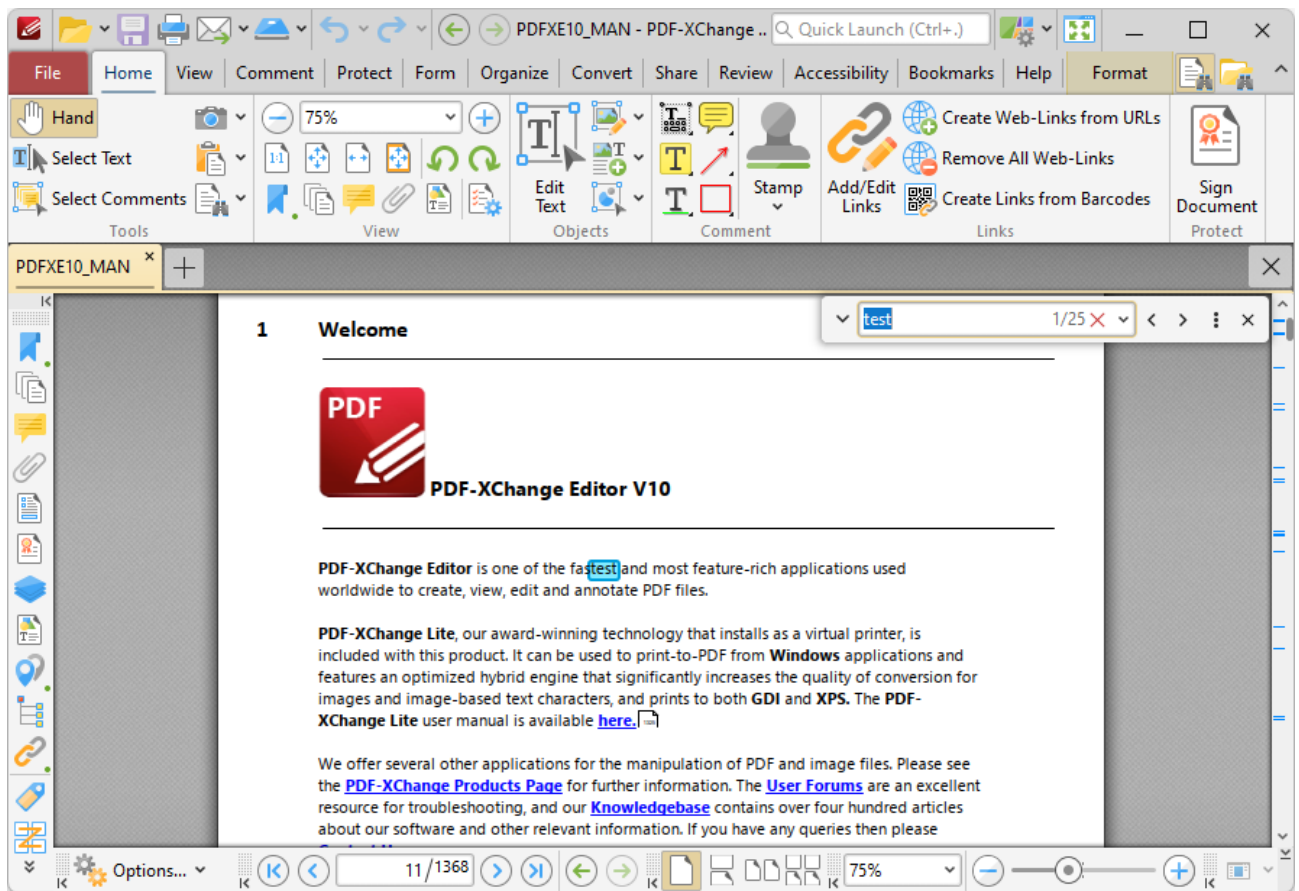 PDFXE10_MAN - PDF-XChange .. Quick Launch (Ctrl+.)
File Home View Comment Protect Form Organize Convert Share Review Accessibility Bookmarks Help Format
Hand 75% Create Web-Links from URLs
Select Text 1:1 Remove All Web-Links
Select Comments Edit Text Stamp Add/Edit Links Create Links from Barcodes Sign Document
Tools View Objects Comment Links Protect
PDFXE10_MAN
test 1/25
1 Welcome
PDF
PDF-XChange Editor V10
PDF-XChange Editor is one of the fastest and most feature-rich applications used
worldwide to create, view, edit and annotate PDF files.
PDF-XChange Lite, our award-winning technology that installs as a virtual printer, is
included with this product. It can be used to print-to-PDF from Windows applications and
features an optimized hybrid engine that significantly increases the quality of conversion for
images and image-based text characters, and prints to both GDI and XPS. The PDF-
XChange Lite user manual is available here.
We offer several other applications for the manipulation of PDF and image files. Please see
the PDF-XChange Products Page for further information. The User Forums are an excellent
resource for troubleshooting, and our Knowledgebase contains over four hundred articles
about our software and other relevant information. If you have any queries then please
Options... 11/1368 75%